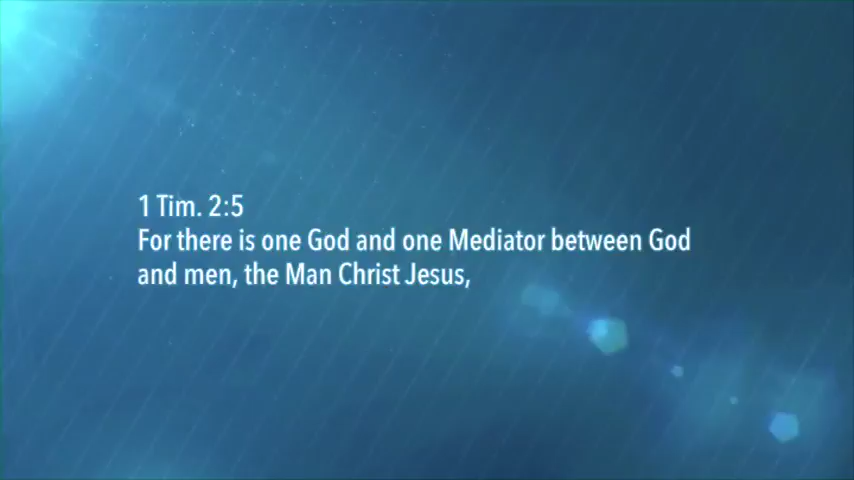 1 Tim. 2:5
For there is one God and one Mediator between God
and men, the Man Christ Jesus,